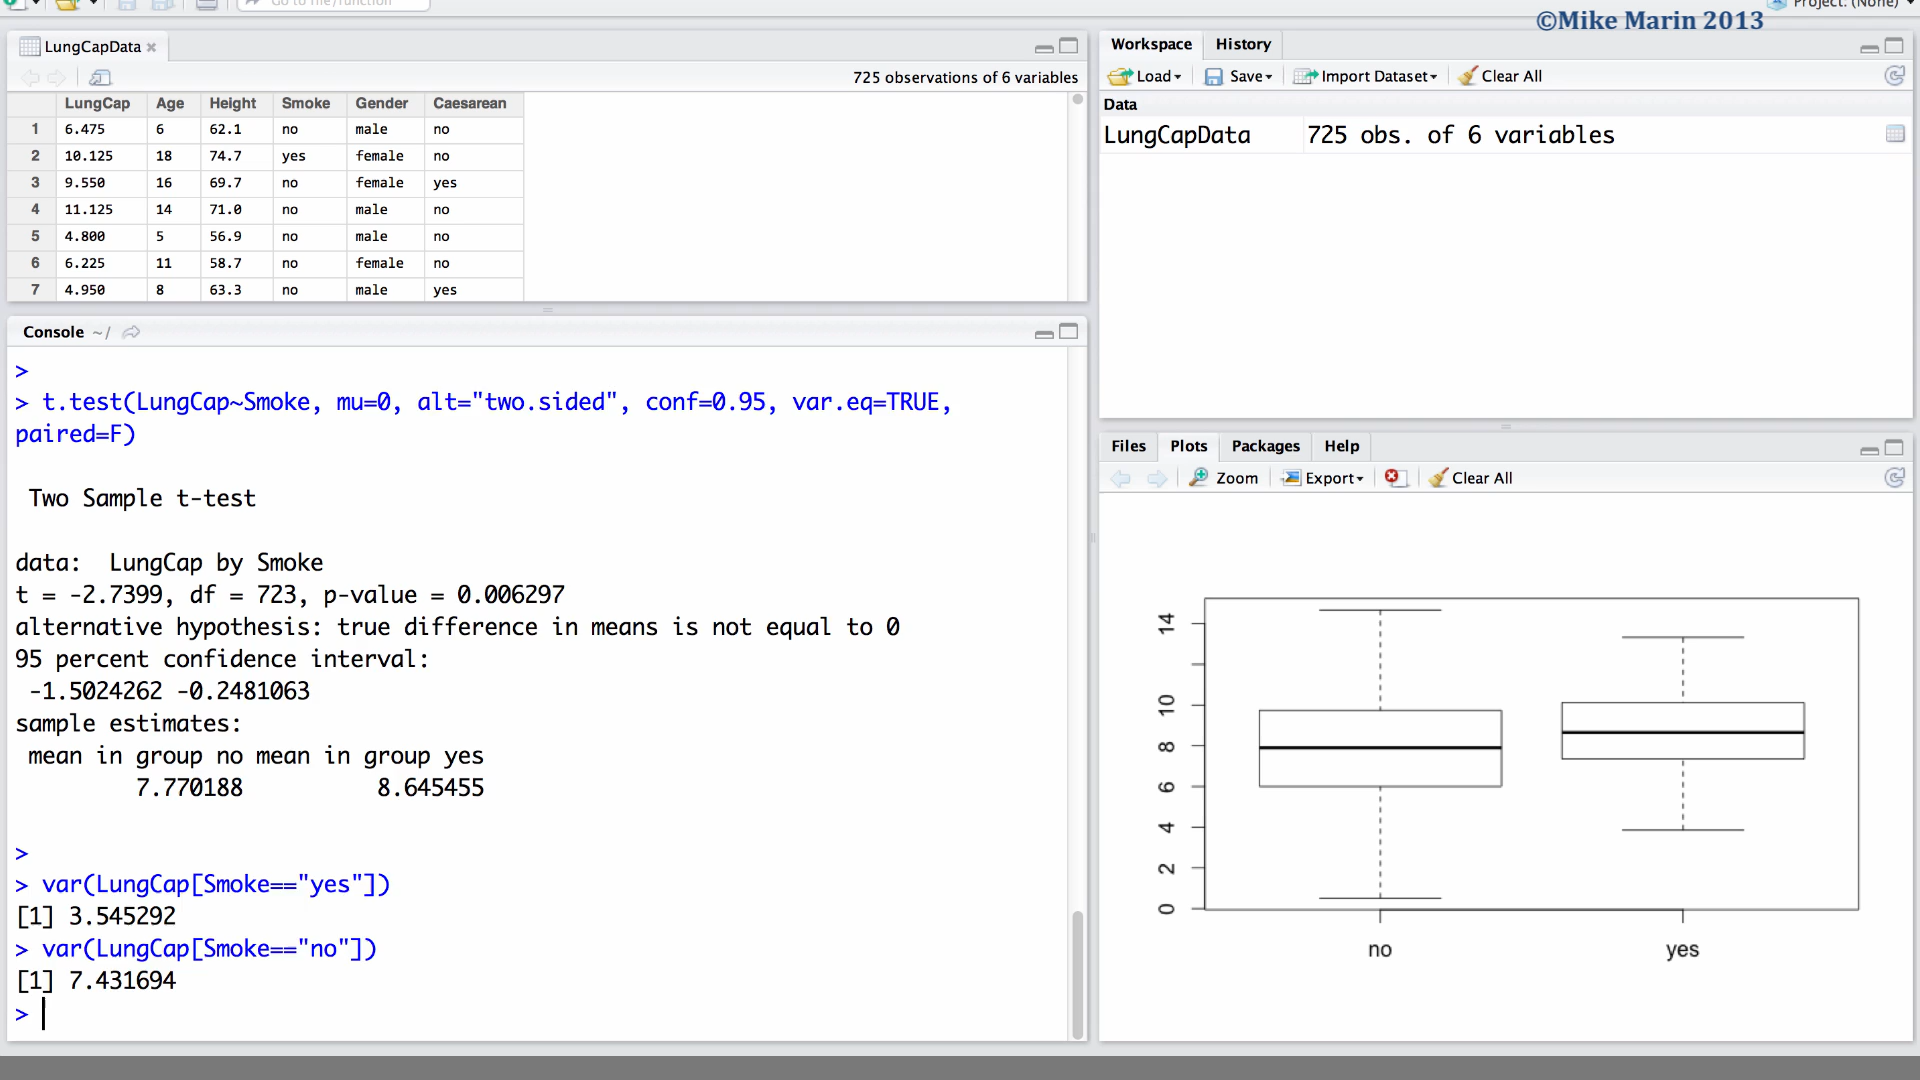 Go to file/function
Project: (None)
©Mike Marin 2013
LungCapData
725 observations of 6 variables
LungCap Age Height Smoke Gender Caesarean
1 6.475 6 62.1 no male no
2 10.125 18 74.7 yes female no
3 9.550 16 69.7 no female yes
4 11.125 14 71.0 no male no
5 4.800 5 56.9 no male no
6 6.225 11 58.7 no female no
7 4.950 8 63.3 no male yes
Console ~/
>
> t.test(LungCap~Smoke, mu=0, alt="two.sided", conf=0.95, var.eq=TRUE,
paired=F)
Two Sample t-test
data: LungCap by Smoke
t = -2.7399, df = 723, p-value = 0.006297
alternative hypothesis: true difference in means is not equal to 0
95 percent confidence interval:
-1.5024262 -0.2481063
sample estimates:
mean in group no mean in group yes
7.770188 8.645455
>
> var(LungCap[Smoke=="yes"])
[1] 3.545292
> var(LungCap[Smoke=="no"])
[1] 7.431694
>
Workspace History
Load Save Import Dataset Clear All
Data
LungCapData 725 obs. of 6 variables
Files Plots Packages Help
Zoom Export Clear All
14
10
8
6
4
2
0
no yes